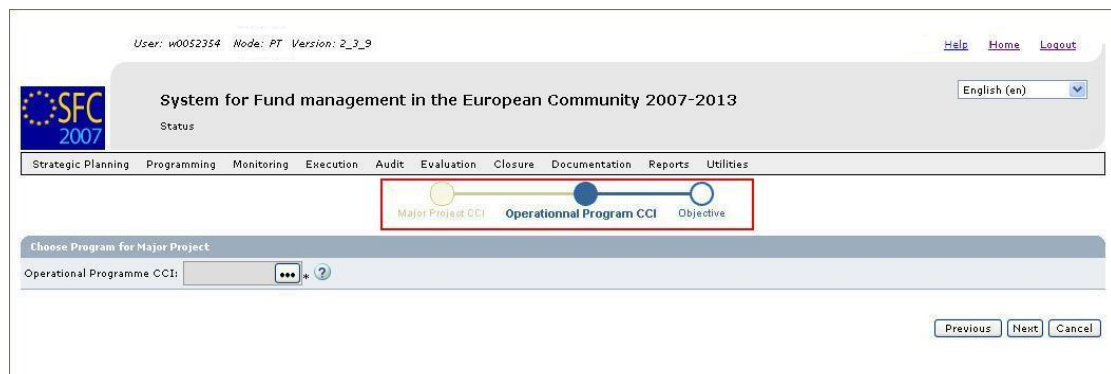 User: w0052354 Node: PT Version: 2_3_9
Help Home Logout
SFC
2007
System for Fund management in the European Community 2007-2013
English (en)
Status
Strategic Planning Programming Monitoring Execution Audit Evaluation Closure Documentation Reports Utilities
Major Project CCI Operationnal Program CCI Objective
Choose Program for Major Project
Operational Programme CCI: ... * ?
Previous Next Cancel